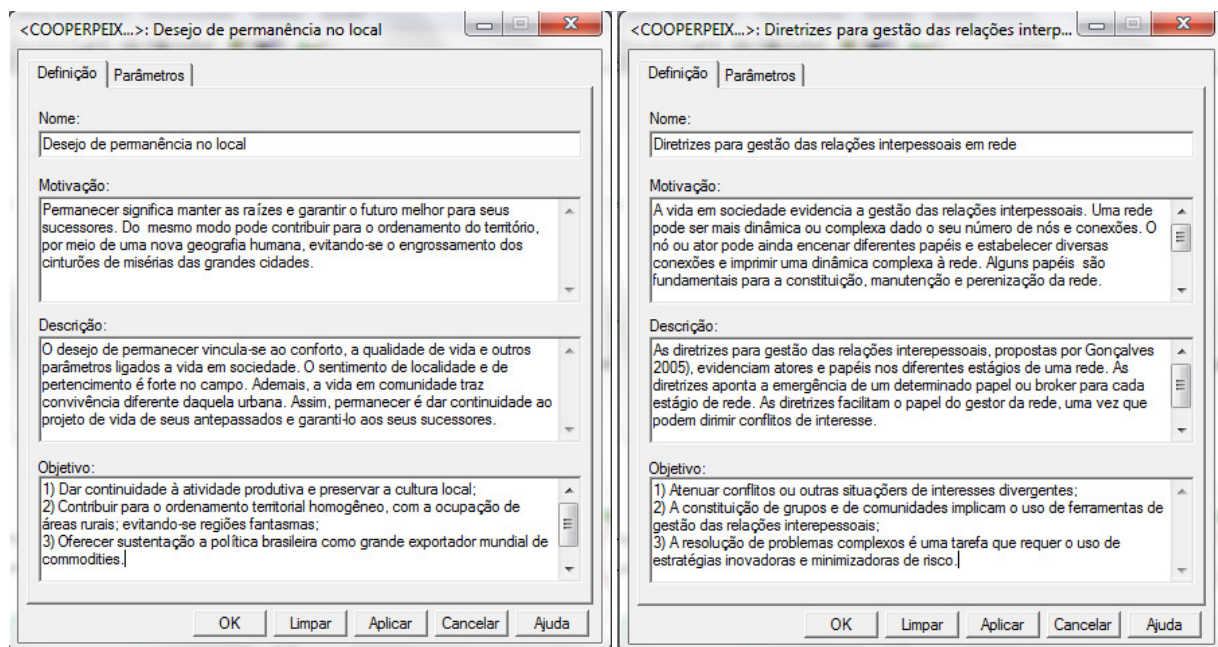 <COOPERPEIX...>: Desejo de permanência no local
Definição
Parâmetros
Nome:
Desejo de permanência no local
Motivação:
Permanecer significa manter as raízes e garantir o futuro melhor para seus
sucessores. Do mesmo modo pode contribuir para o ordenamento do território,
por meio de uma nova geografia humana, evitando-se o engrossamento dos
cinturões de misérias das grandes cidades.
Descrição:
O desejo de permanecer vincula-se ao conforto, a qualidade de vida e outros
parâmetros ligados a vida em sociedade. O sentimento de localidade e de
pertencimento é forte no campo. Ademais, a vida em comunidade traz
convivência diferente daquela urbana. Assim, permanecer é dar continuidade ao
projeto de vida de seus antepassados e garanti-lo aos seus sucessores.
Objetivo:
1) Dar continuidade à atividade produtiva e preservar a cultura local;
2) Contribuir para o ordenamento territorial homogêneo, com a ocupação de
áreas rurais; evitando-se regiões fantasmas;
3) Oferecer sustentação a política brasileira como grande exportador mundial de
commodities.
OK
Limpar
Aplicar
Cancelar
Ajuda
<COOPERPEIX...>: Diretrizes para gestão das relações interp...
Definição
Parâmetros
Nome:
Diretrizes para gestão das relações interpessoais em rede
Motivação:
A vida em sociedade evidencia a gestão das relações interpessoais. Uma rede
pode ser mais dinâmica ou complexa dado o seu número de nós e conexões. O
nó ou ator pode ainda encenar diferentes papéis e estabelecer diversas
conexões e imprimir uma dinâmica complexa à rede. Alguns papéis são
fundamentais para a constituição, manutenção e perenização da rede.
Descrição:
As diretrizes para gestão das relações interepessoais, propostas por Gonçalves
2005), evidenciam atores e papéis nos diferentes estágios de uma rede. As
diretrizes aponta a emergência de um determinado papel ou broker para cada
estágio de rede. As diretrizes facilitam o papel do gestor da rede, uma vez que
podem dirimir conflitos de interesse.
Objetivo:
1) Atenuar conflitos ou outras situaçõers de interesses divergentes;
2) A constituição de grupos e de comunidades implicam o uso de ferramentas de
gestão das relações interepessoais;
3) A resolução de problemas complexos é uma tarefa que requer o uso de
estratégias inovadoras e minimizadoras de risco.
OK
Limpar
Aplicar
Cancelar
Ajuda